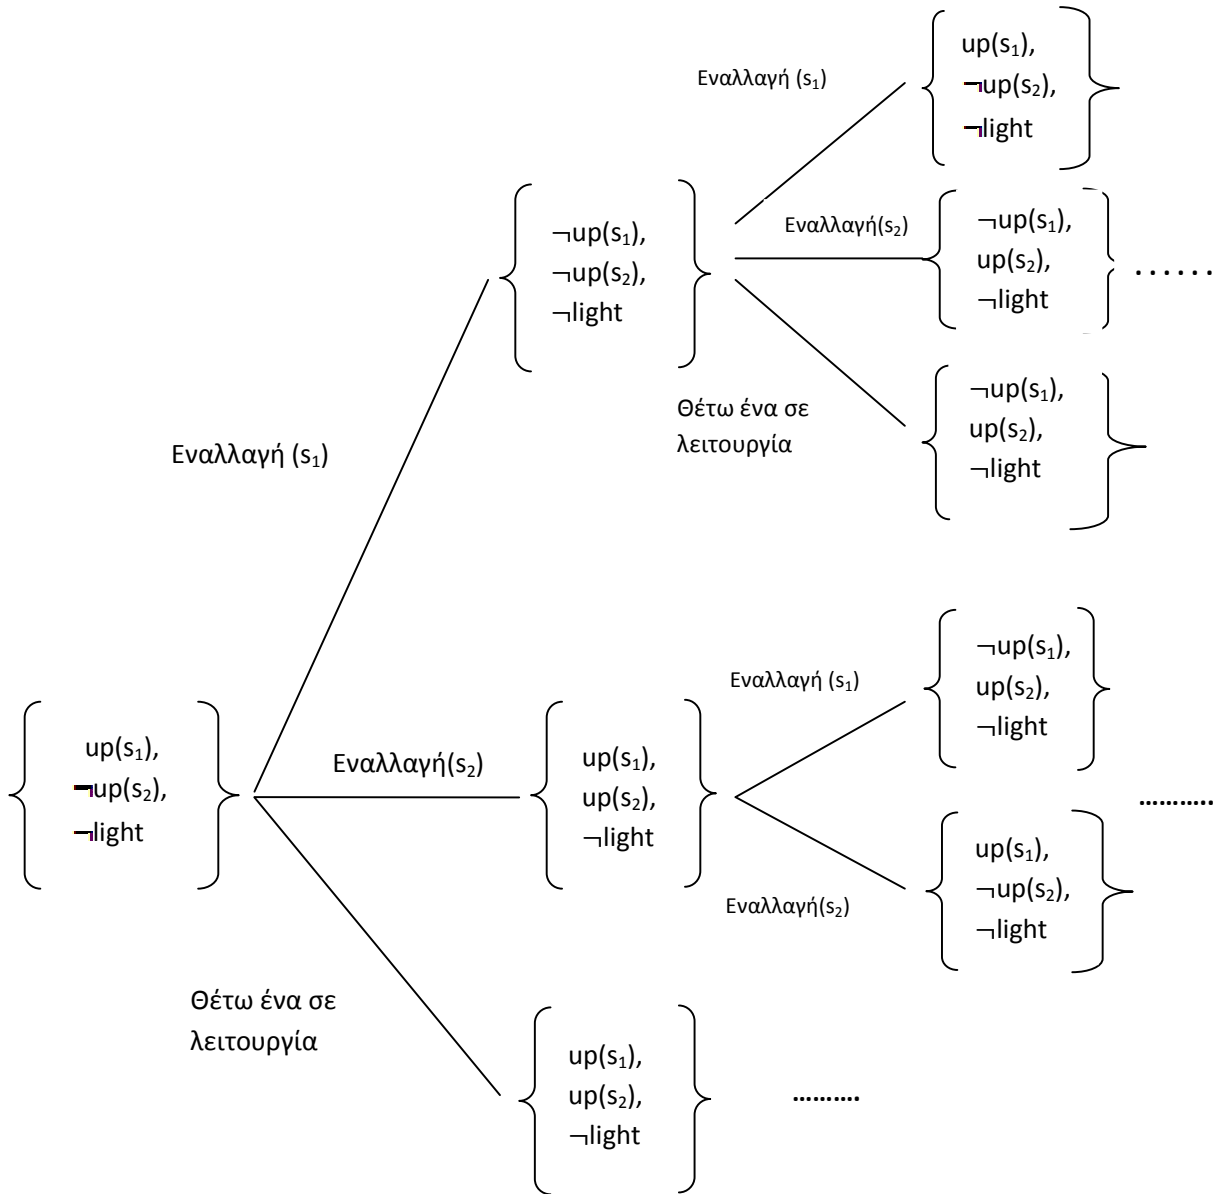 Εναλλαγή (s₁)
up(s₁),
¬up(s₂),
¬light
Εναλλαγή(s₂)
¬up(s₁),
¬up(s₂),
¬light
¬up(s₁),
up(s₂),
¬light
. . . . . .
Θέτω ένα σε
λειτουργία
¬up(s₁),
up(s₂),
¬light
Εναλλαγή (s₁)
Εναλλαγή (s₁)
¬up(s₁),
up(s₂),
¬light
up(s₁),
¬up(s₂),
¬light
Εναλλαγή(s₂)
up(s₁),
up(s₂),
¬light
...........
Εναλλαγή(s₂)
up(s₁),
¬up(s₂),
¬light
Θέτω ένα σε
λειτουργία
up(s₁),
up(s₂),
¬light
..........